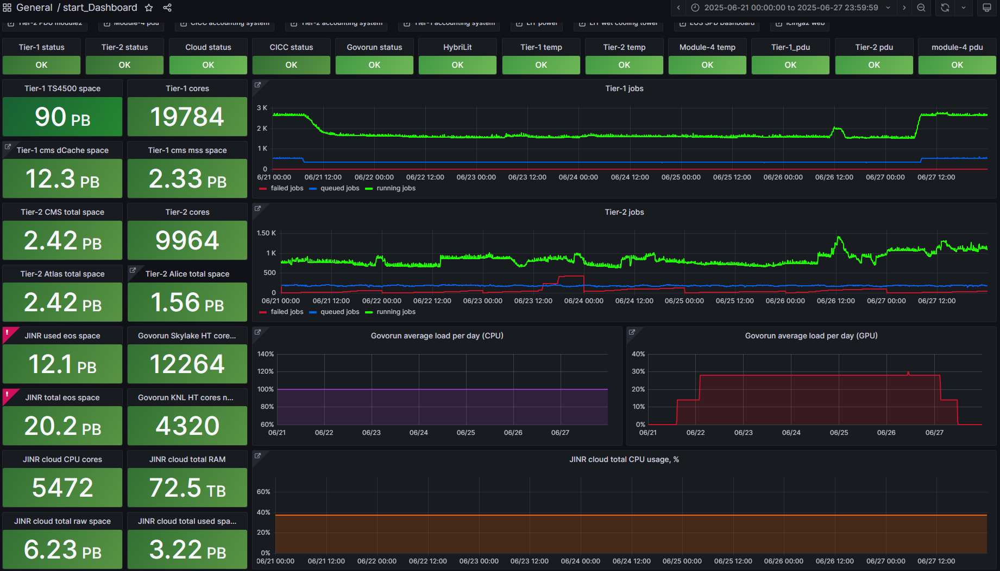 General / start_Dashboard
2025-06-21 00:00:00 to 2025-06-27 23:59:59
Tier-2 PDU module2 Module-4 pdu CICC accounting system Tier-2 accounting system Tier-1 accounting system LIT power LIT wet cooling tower EOS SPD Dashboard Icinga2 web
Tier-1 status Tier-2 status Cloud status CICC status Govorun status HybriLit Tier-1 temp Tier-2 temp Module-4 temp Tier-1_pdu Tier-2 pdu module-4 pdu
OK OK OK OK OK OK OK OK OK OK OK OK
Tier-1 TS4500 space
90 PB
Tier-1 cores
19784
Tier-1 cms dCache space
12.3 PB
Tier-1 cms mss space
2.33 PB
Tier-1 jobs
3 K
2 K
1 K
0
6/21 00:00 06/21 12:00 06/22 00:00 06/22 12:00 06/23 00:00 06/23 12:00 06/24 00:00 06/24 12:00 06/25 00:00 06/25 12:00 06/26 00:00 06/26 12:00 06/27 00:00 06/27 12:00
failed jobs queued jobs running jobs
Tier-2 CMS total space
2.42 PB
Tier-2 cores
9964
Tier-2 Atlas total space
2.42 PB
Tier-2 Alice total space
1.56 PB
Tier-2 jobs
1.50 K
1 K
500
0
06/21 00:00 06/21 12:00 06/22 00:00 06/22 12:00 06/23 00:00 06/23 12:00 06/24 00:00 06/24 12:00 06/25 00:00 06/25 12:00 06/26 00:00 06/26 12:00 06/27 00:00 06/27 12:00
failed jobs queued jobs running jobs
! JINR used eos space
12.1 PB
Govorun Skylake HT core...
12264
! JINR total eos space
20.2 PB
Govorun KNL HT cores n...
4320
Govorun average load per day (CPU)
140%
120%
100%
80%
60%
06/21 06/22 06/23 06/24 06/25 06/26 06/27
Govorun average load per day (GPU)
40%
30%
20%
10%
0%
06/21 06/22 06/23 06/24 06/25 06/26 06/27
JINR cloud CPU cores
5472
JINR cloud total RAM
72.5 TB
JINR cloud total raw space
6.23 PB
JINR cloud total used spa...
3.22 PB
JINR cloud total CPU usage, %
60%
40%
20%
0%
06/21 00:00 06/21 12:00 06/22 00:00 06/22 12:00 06/23 00:00 06/23 12:00 06/24 00:00 06/24 12:00 06/25 00:00 06/25 12:00 06/26 00:00 06/26 12:00 06/27 00:00 06/27 12:00